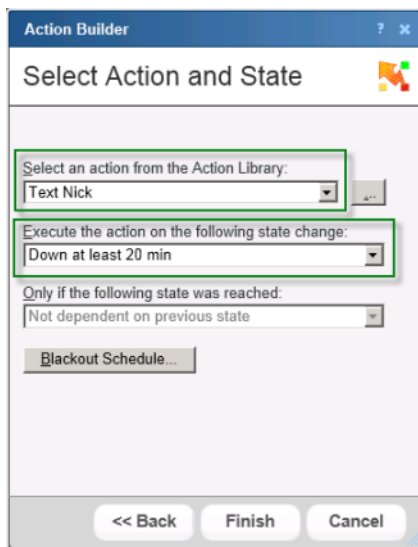 Action Builder ? ×
Select Action and State
Select an action from the Action Library:
Text Nick
...
Execute the action on the following state change:
Down at least 20 min
Only if the following state was reached:
Not dependent on previous state
Blackout Schedule...
<< Back Finish Cancel